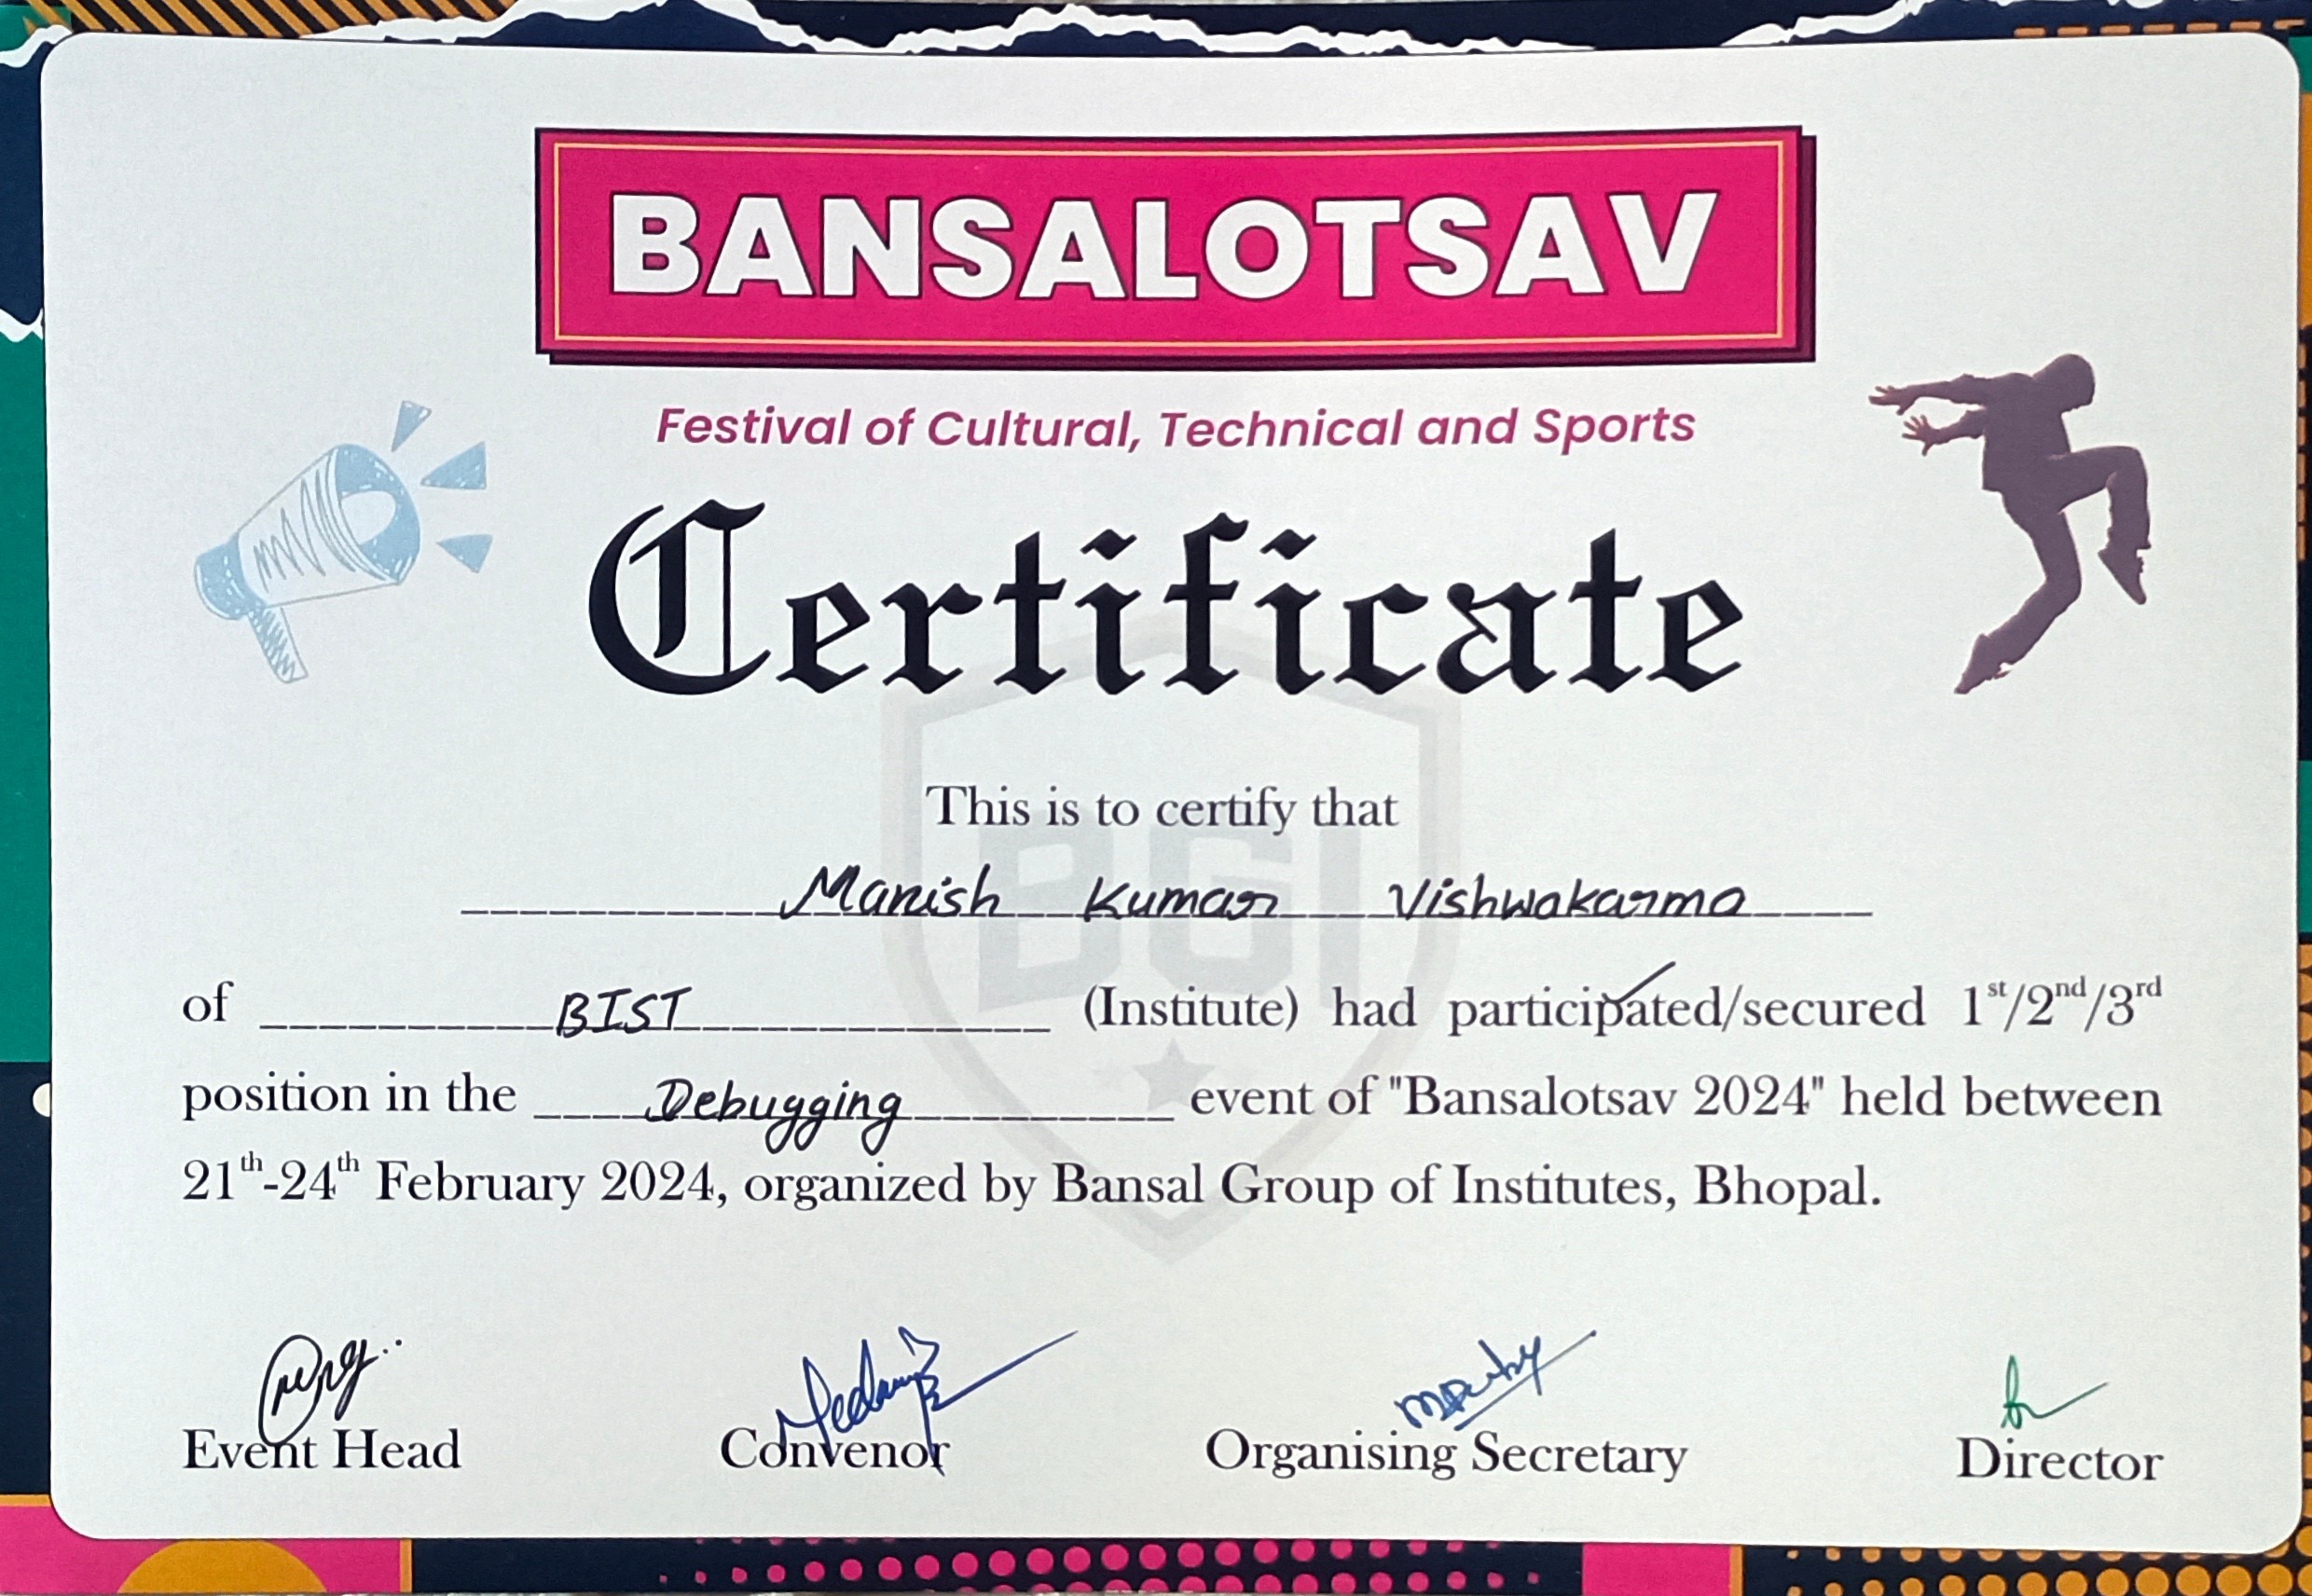 BANSALOTSAV
Festival of Cultural, Technical and Sports
Certificate
This is to certify that
Manish Kumar Vishwakarma
of BIST (Institute) had participated/secured 1st/2nd/3rd
position in the Debugging event of "Bansalotsav 2024" held between
21th-24th February 2024, organized by Bansal Group of Institutes, Bhopal.
BGI
Event Head Convenor Organising Secretary Director